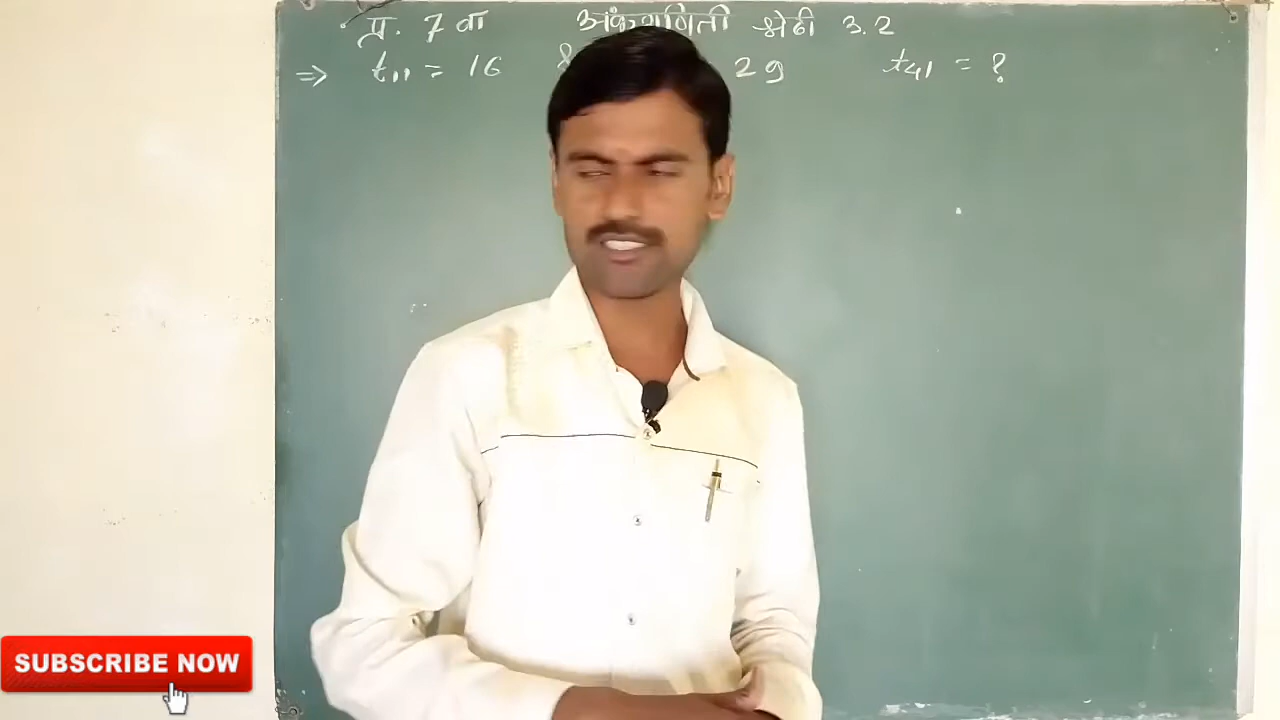 प्र. 7 वा अंकगणिती श्रेढी 3.2
⇒ t₁₁ = 16 29 t₄₁ = ?
SUBSCRIBE NOW